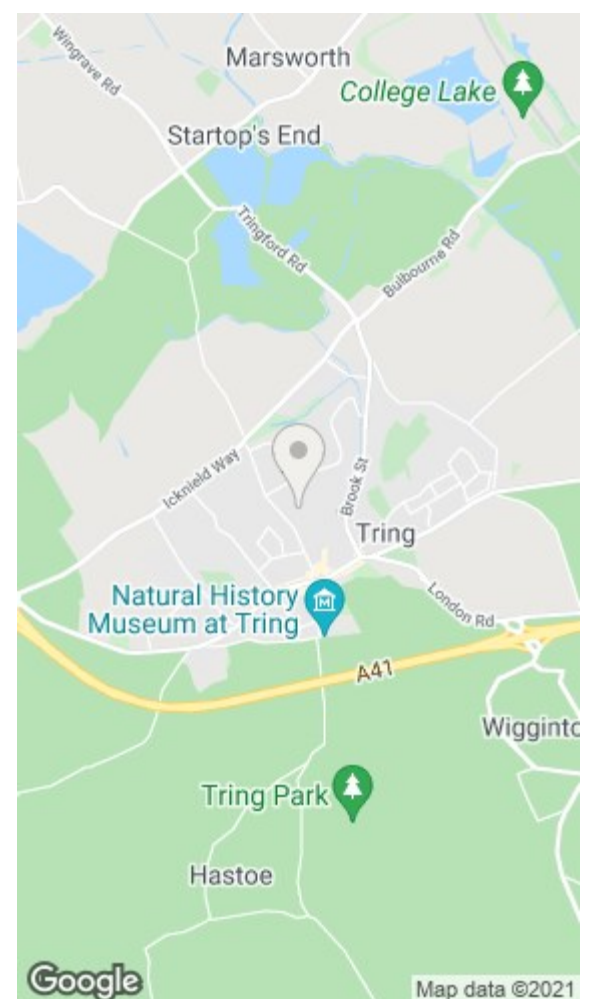 Marsworth
Wingrave Rd
College Lake
Startop's End
Tringford Rd
Bulbourne Rd
Icknield Way
Brook St
Tring
Natural History
Museum at Tring
London Rd
A41
Wigginto
Tring Park
Hastoe
Google
Map data ©2021